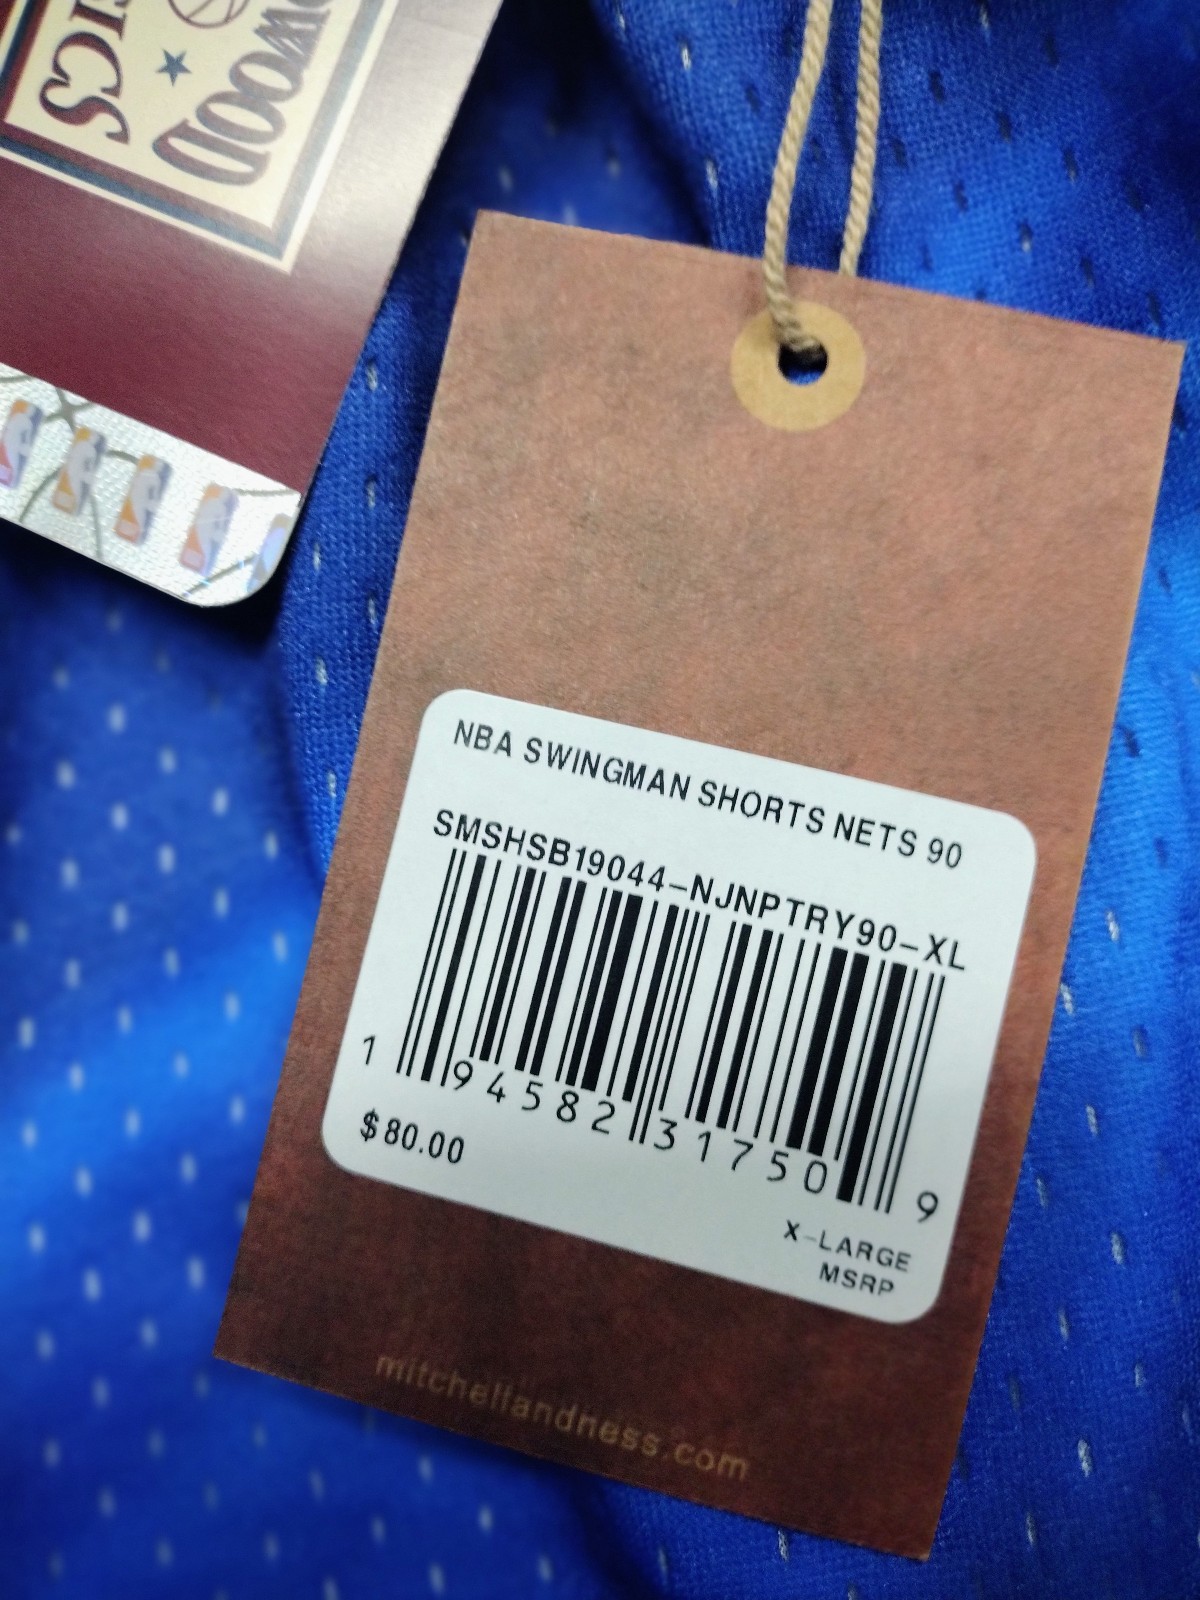 NBA SWINGMAN SHORTS NETS 90
SMSHSB19044-NJNPTRY90-XL
1 94582 31750 9
$80.00
X-LARGE
MSRP
mitchellandness.com